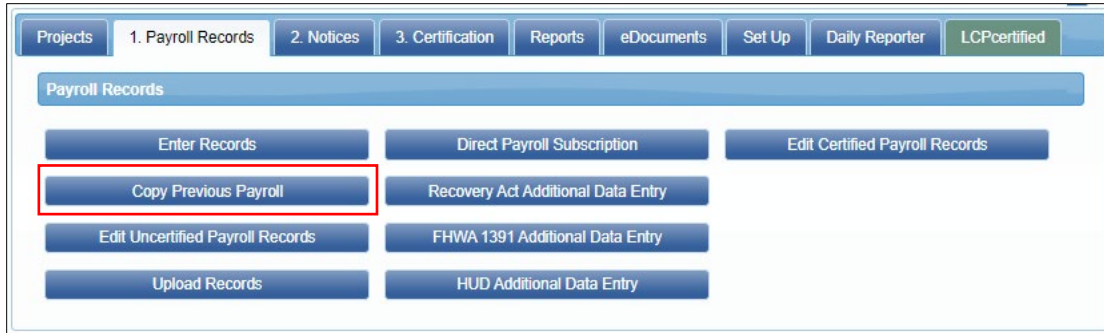 Projects 1. Payroll Records 2. Notices 3. Certification Reports eDocuments Set Up Daily Reporter LCPcertified
Payroll Records
Enter Records Direct Payroll Subscription Edit Certified Payroll Records
Copy Previous Payroll Recovery Act Additional Data Entry
Edit Uncertified Payroll Records FHWA 1391 Additional Data Entry
Upload Records HUD Additional Data Entry